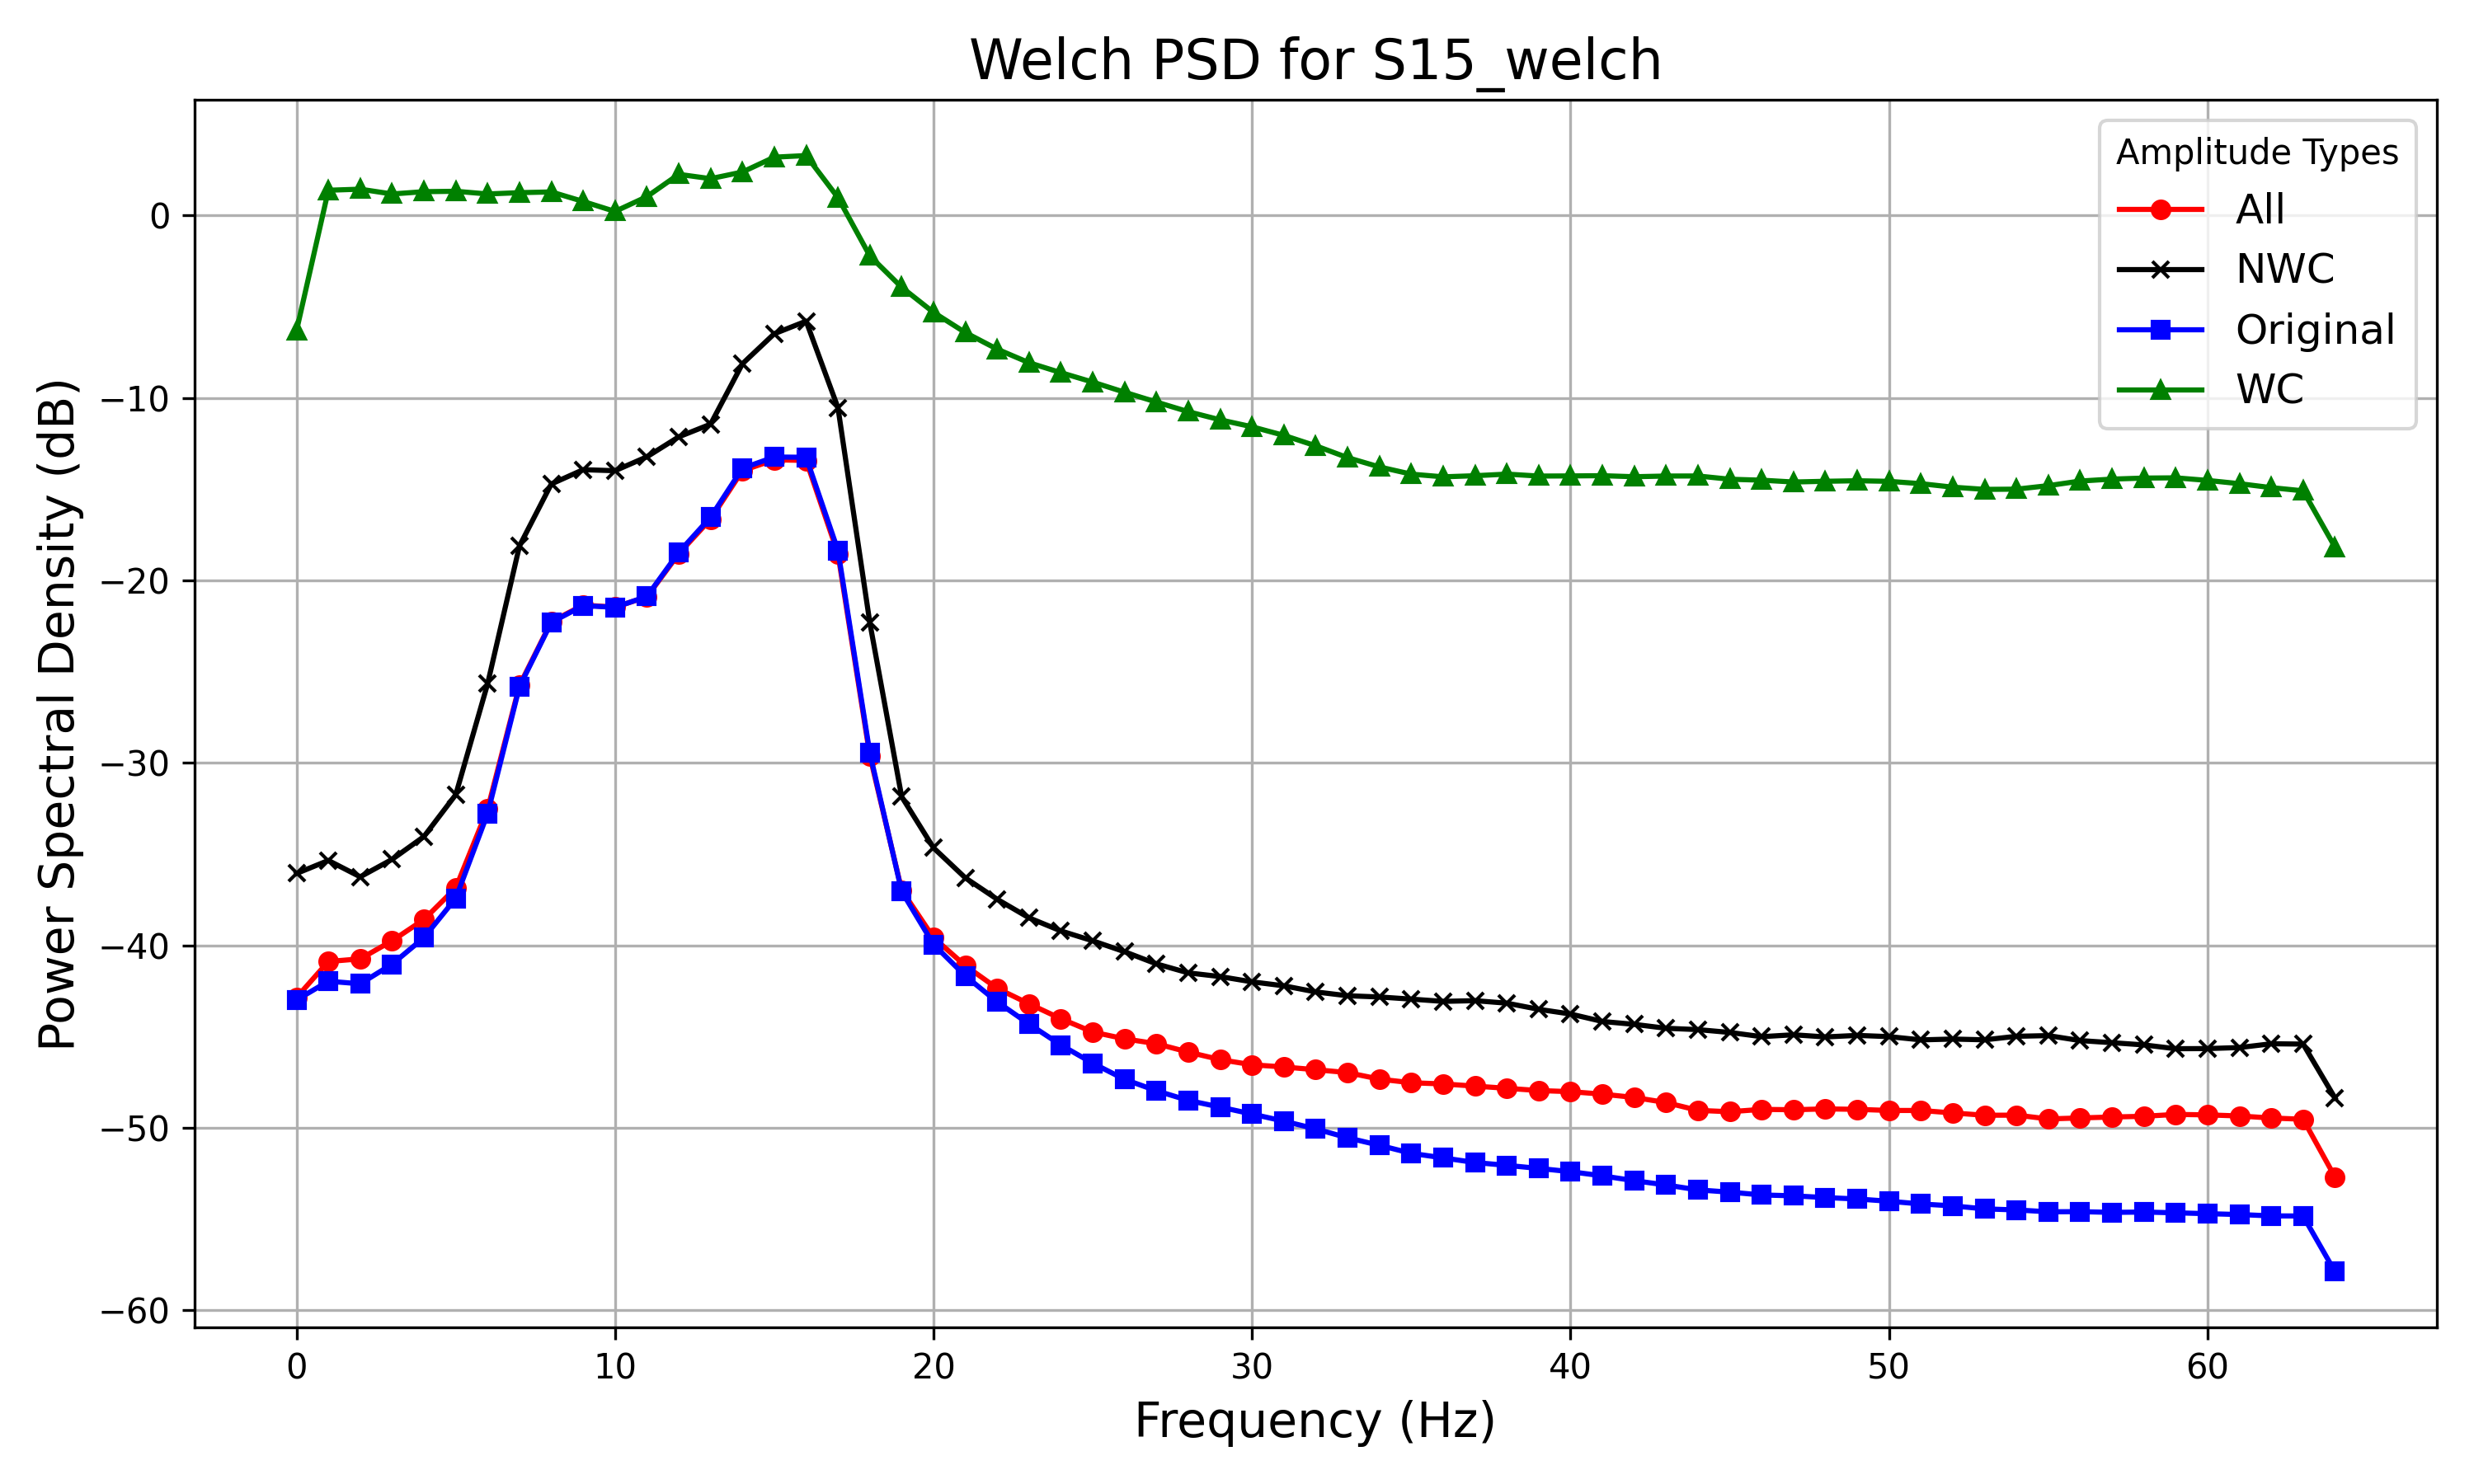 Welch PSD for S15_welch
Amplitude Types
All
NWC
Original
WC
Power Spectral Density (dB)
0
−10
−20
−30
−40
−50
−60
0 10 20 30 40 50 60
Frequency (Hz)